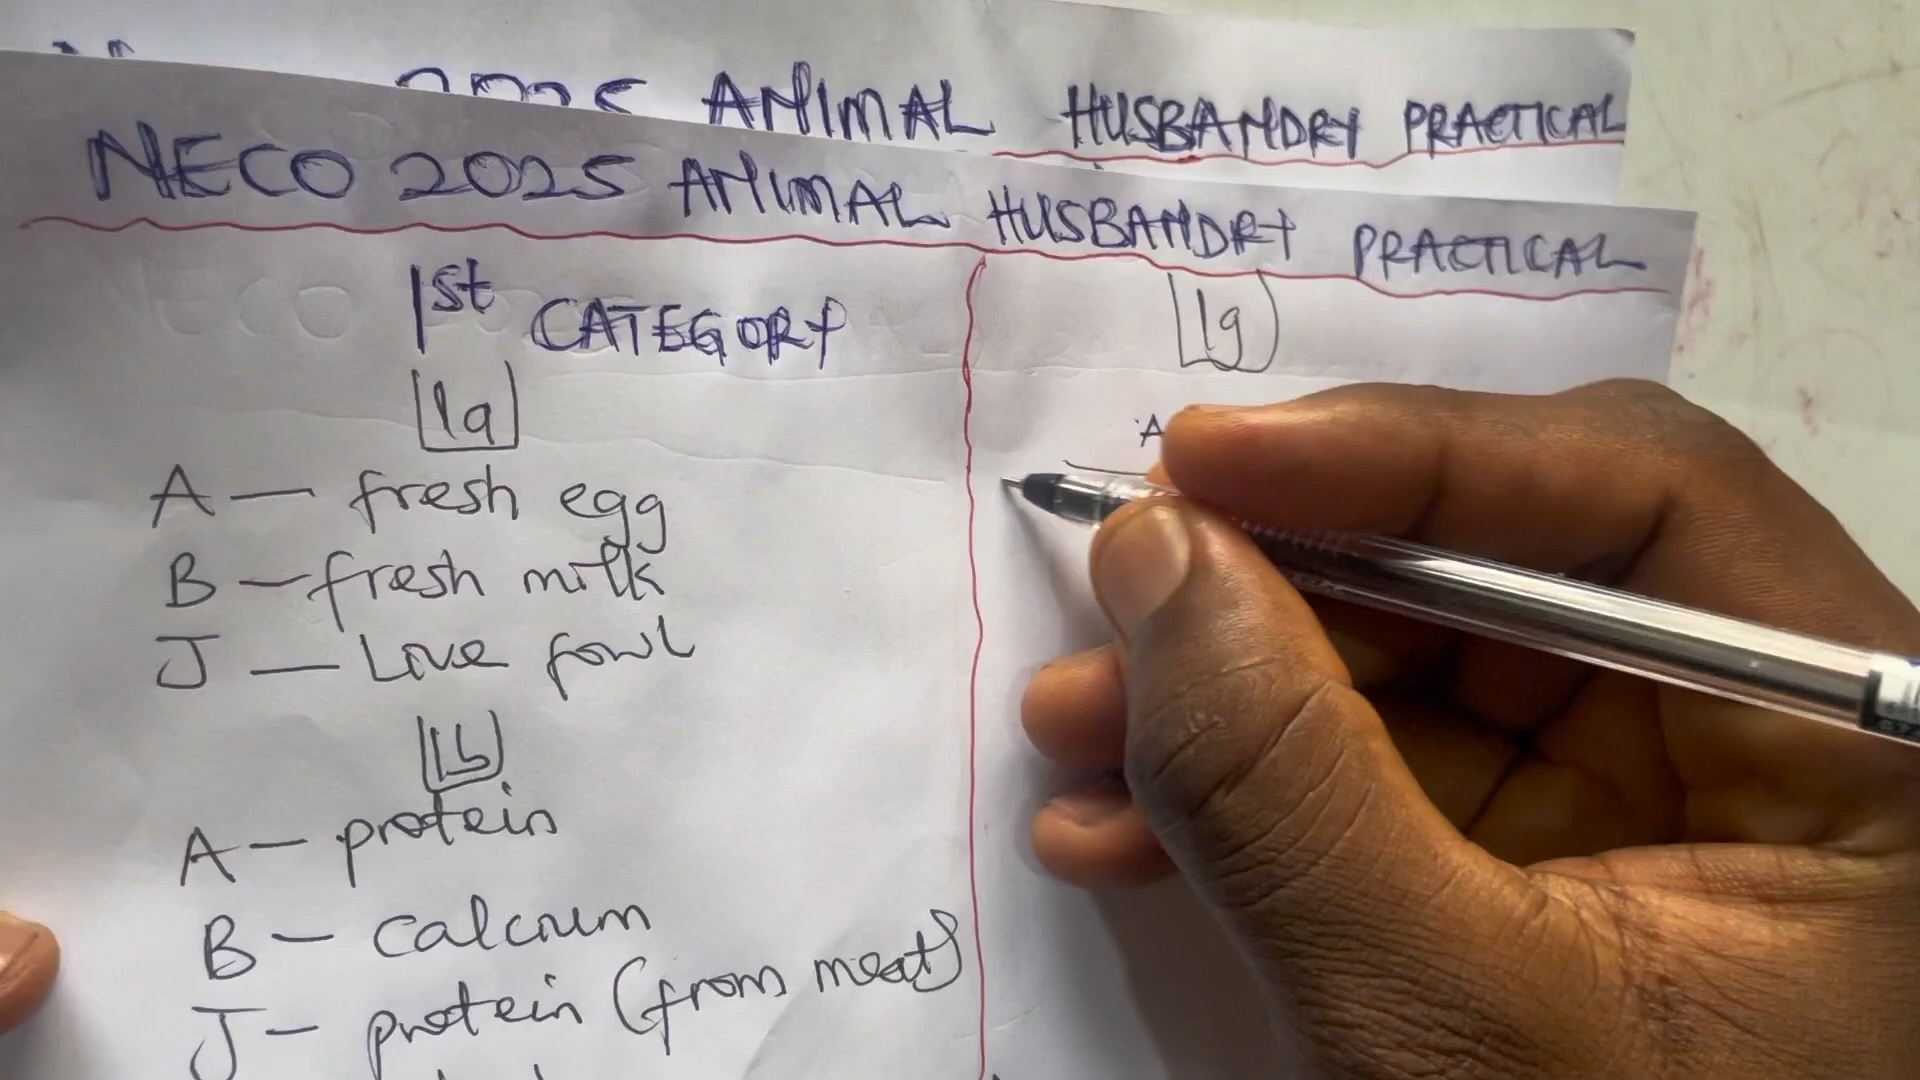 2025 ANIMAL HUSBANDRY PRACTICAL
NECO 2025 ANIMAL HUSBANDRY PRACTICAL
1st CATEGORY
1a
A — fresh egg
B — fresh milk
J — Live fowl
1b
A — protein
B — calcium
J — protein (from meat)
1g
A